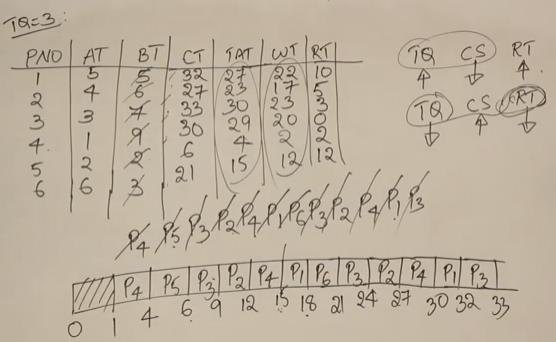 TQ=3
PNO AT BT CT TAT WT RT
1 5 5 32 27 22 10
2 4 6 27 23 17 5
3 3 7 33 30 23 3
4 1 9 30 29 20 0
5 2 2 6 4 2 2
6 6 3 21 15 12 12
TQ CS RT
↑ ↓ ↑
TQ CS RT
↓ ↑ ↓
P4 P5 P3 P2 P4 P1 P6 P3 P2 P4 P1 P3
P4 P5 P3 P2 P4 P1 P6 P3 P2 P4 P1 P3
0 1 4 6 9 12 15 18 21 24 27 30 32 33